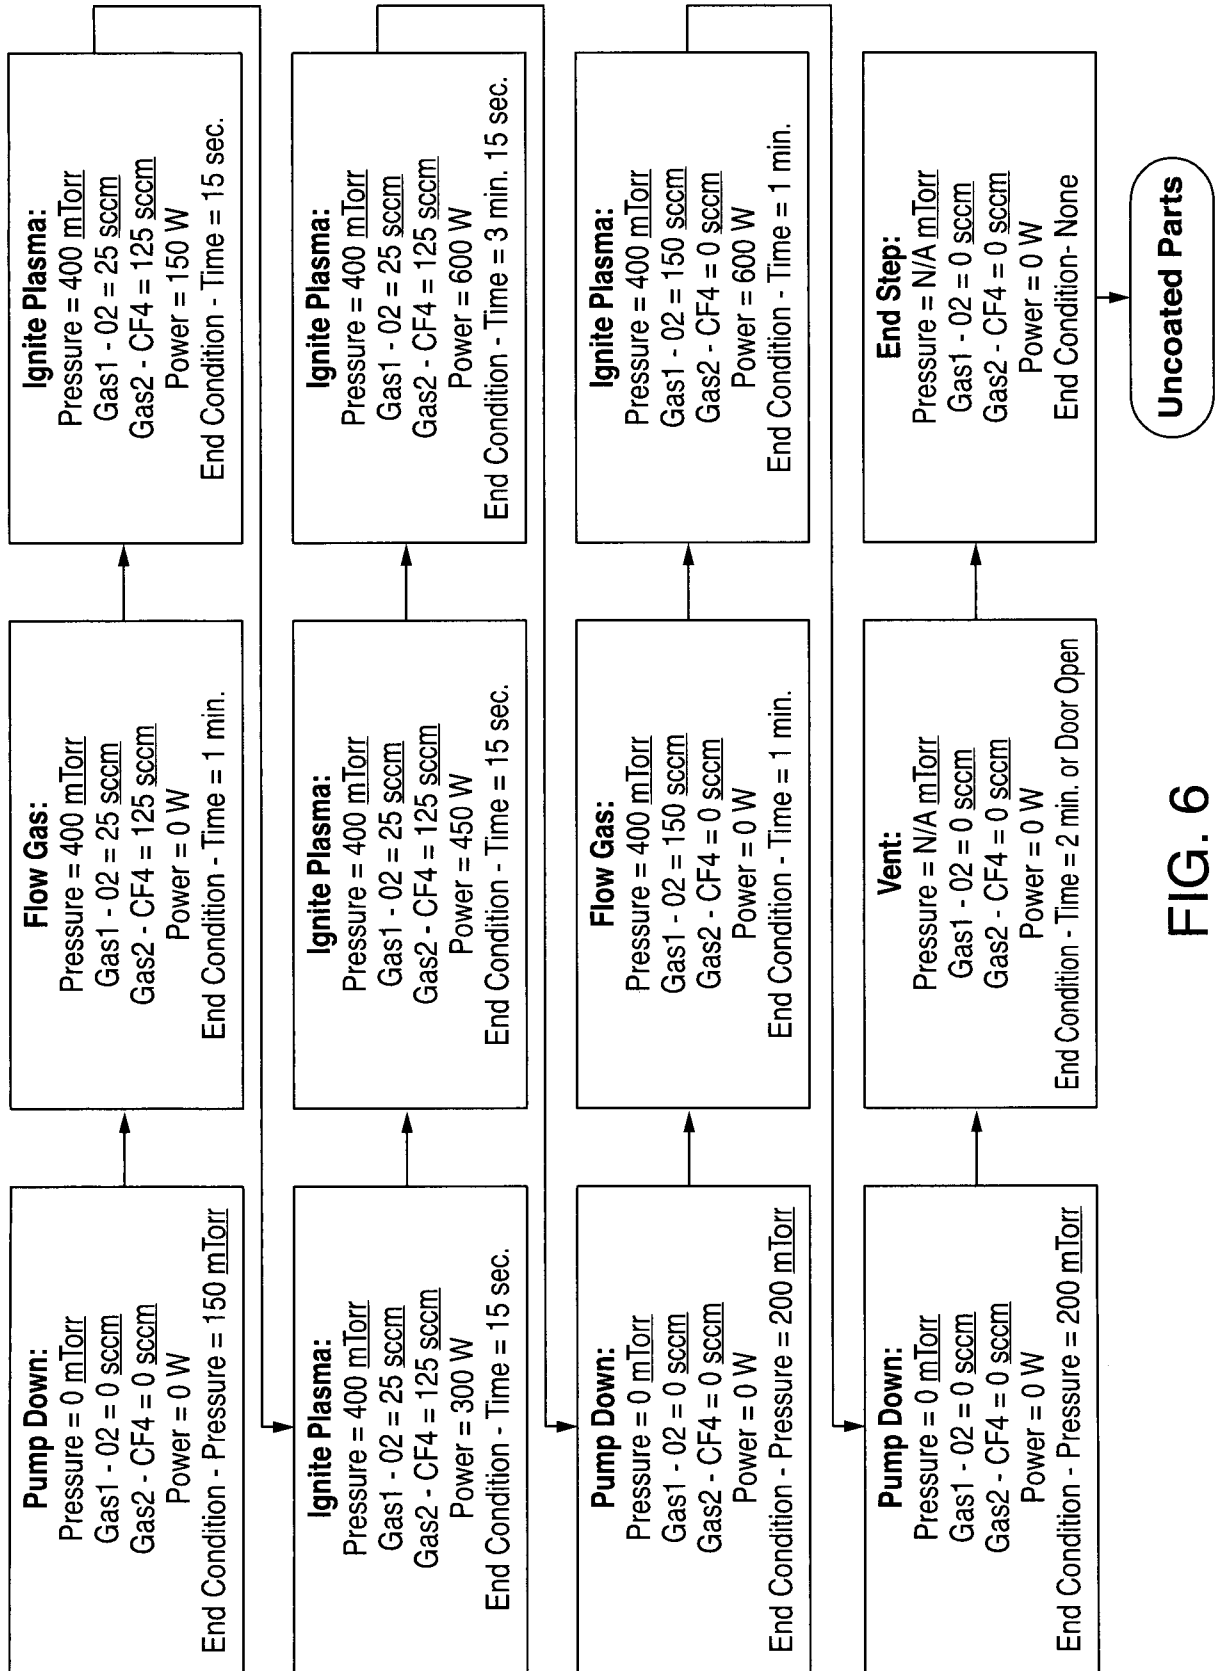 Pump Down:
Pressure = 0 mTorr
Gas1 - 02 = 0 sccm
Gas2 - CF4 = 0 sccm
Power = 0 W
End Condition - Pressure = 150 mTorr
Flow Gas:
Pressure = 400 mTorr
Gas1 - 02 = 25 sccm
Gas2 - CF4 = 125 sccm
Power = 0 W
End Condition - Time = 1 min.
Ignite Plasma:
Pressure = 400 mTorr
Gas1 - 02 = 25 sccm
Gas2 - CF4 = 125 sccm
Power = 150 W
End Condition - Time = 15 sec.
Ignite Plasma:
Pressure = 400 mTorr
Gas1 - 02 = 25 sccm
Gas2 - CF4 = 125 sccm
Power = 300 W
End Condition - Time = 15 sec.
Ignite Plasma:
Pressure = 400 mTorr
Gas1 - 02 = 25 sccm
Gas2 - CF4 = 125 sccm
Power = 450 W
End Condition - Time = 15 sec.
Ignite Plasma:
Pressure = 400 mTorr
Gas1 - 02 = 25 sccm
Gas2 - CF4 = 125 sccm
Power = 600 W
End Condition - Time = 3 min. 15 sec.
Pump Down:
Pressure = 0 mTorr
Gas1 - 02 = 0 sccm
Gas2 - CF4 = 0 sccm
Power = 0 W
End Condition - Pressure = 200 mTorr
Flow Gas:
Pressure = 400 mTorr
Gas1 - 02 = 150 sccm
Gas2 - CF4 = 0 sccm
Power = 0 W
End Condition - Time = 1 min.
Ignite Plasma:
Pressure = 400 mTorr
Gas1 - 02 = 150 sccm
Gas2 - CF4 = 0 sccm
Power = 600 W
End Condition - Time = 1 min.
Pump Down:
Pressure = 0 mTorr
Gas1 - 02 = 0 sccm
Gas2 - CF4 = 0 sccm
Power = 0 W
End Condition - Pressure = 200 mTorr
Vent:
Pressure = N/A mTorr
Gas1 - 02 = 0 sccm
Gas2 - CF4 = 0 sccm
Power = 0 W
End Condition - Time = 2 min. or Door Open
End Step:
Pressure = N/A mTorr
Gas1 - 02 = 0 sccm
Gas2 - CF4 = 0 sccm
Power = 0 W
End Condition- None
Uncoated Parts
FIG. 6